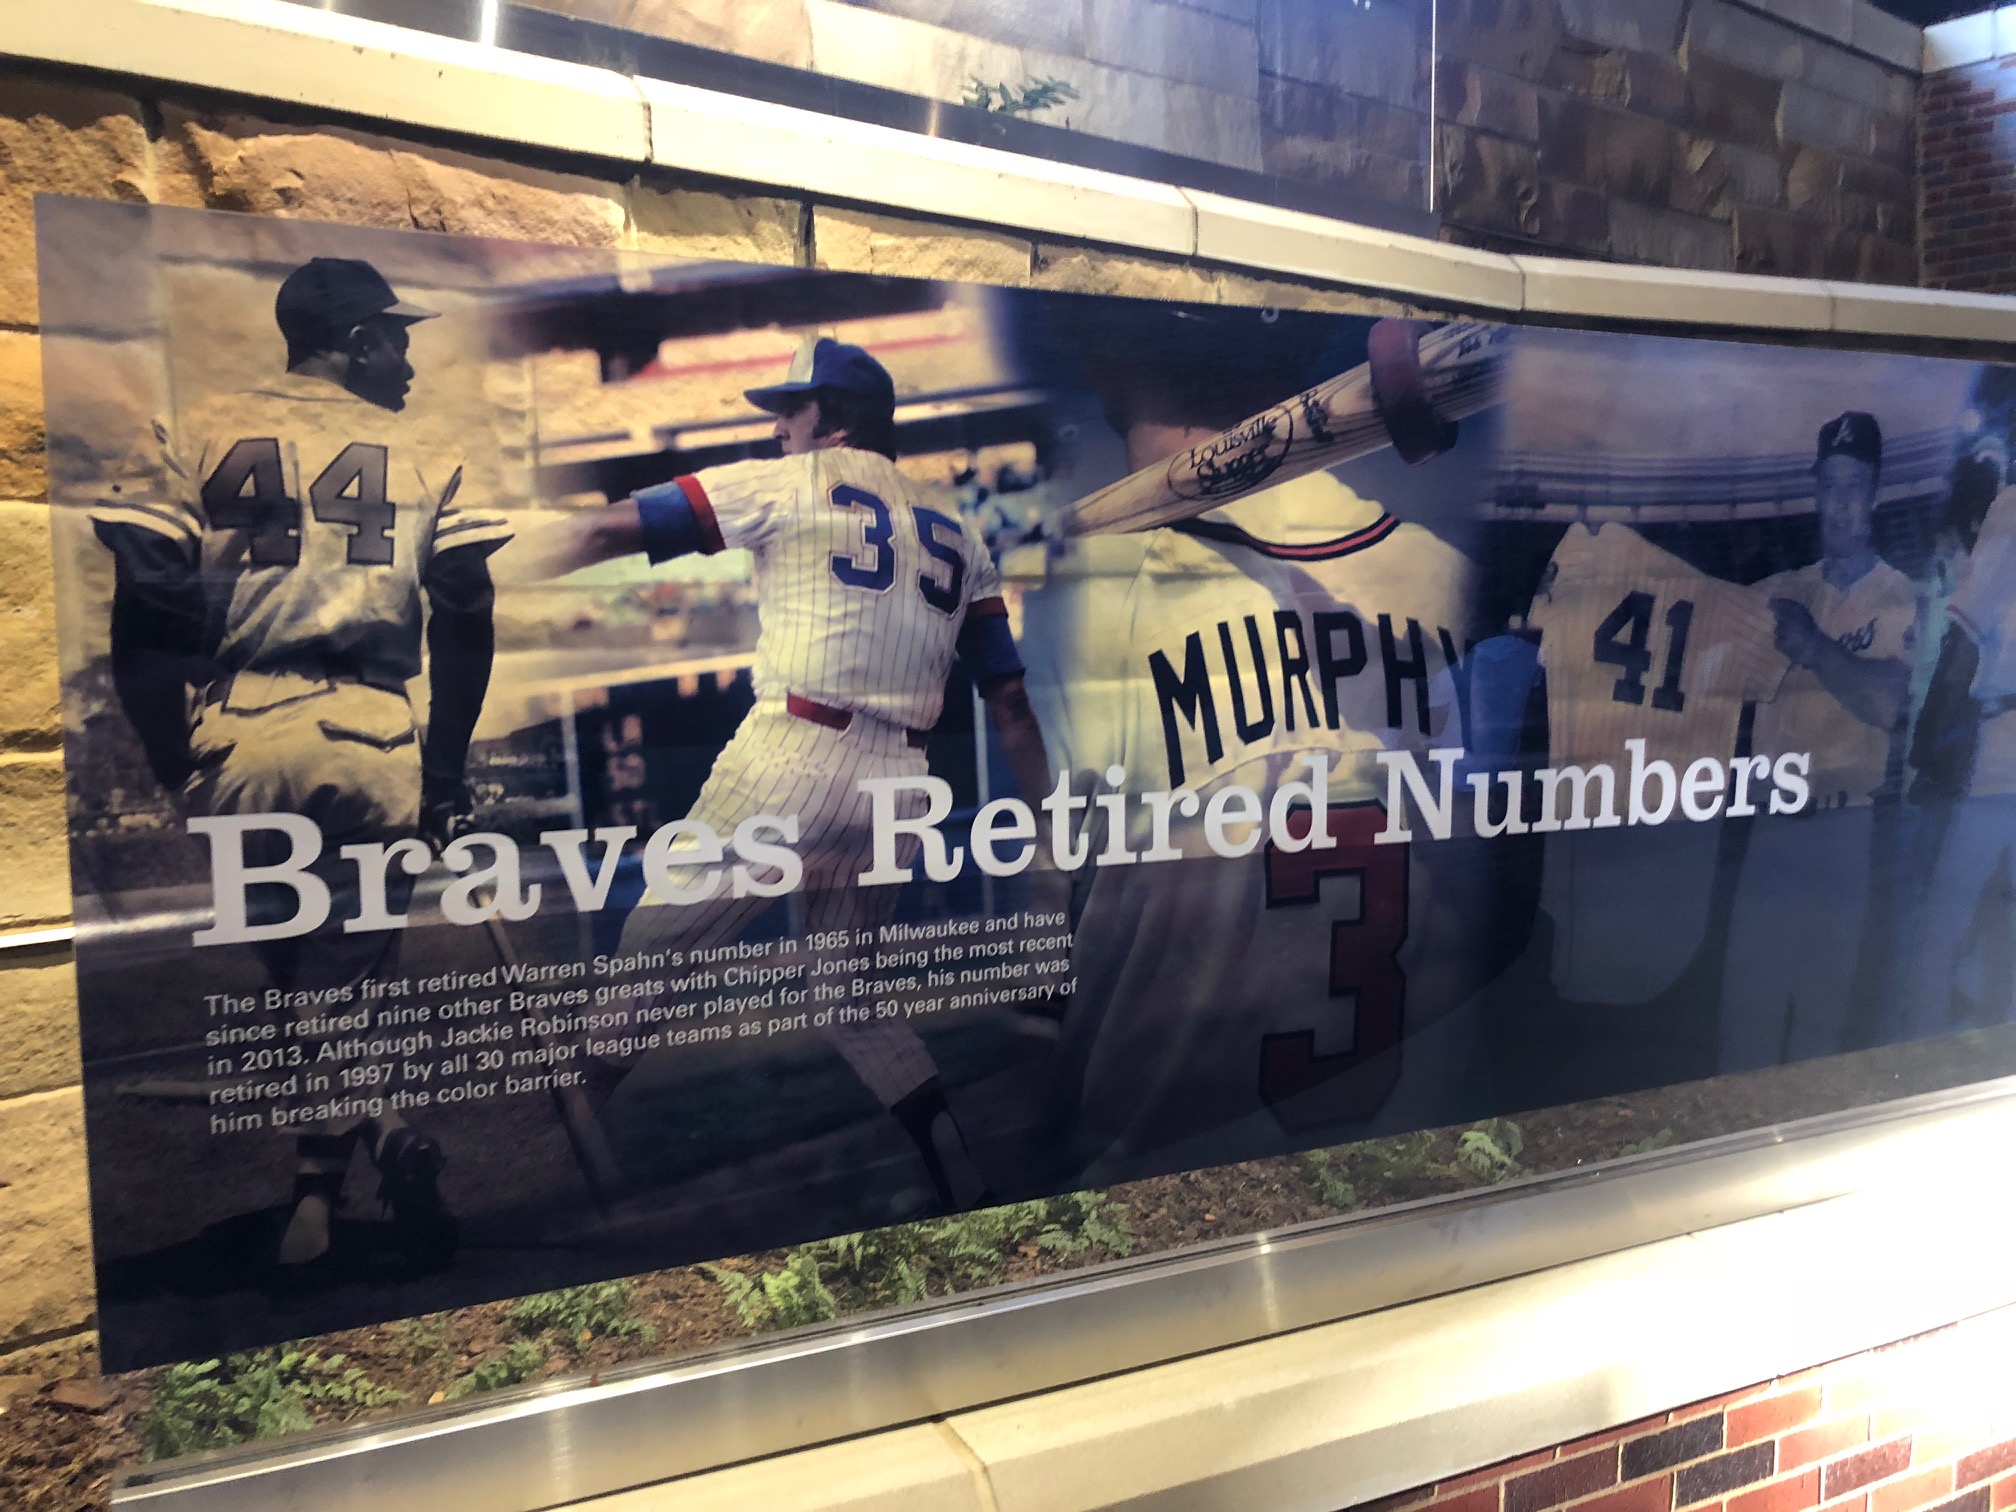 44
35
Louisville
Slugger
MURPHY
3
41
A
Braves Retired Numbers
The Braves first retired Warren Spahn's number in 1965 in Milwaukee and have
since retired nine other Braves greats with Chipper Jones being the most recent
in 2013. Although Jackie Robinson never played for the Braves, his number was
retired in 1997 by all 30 major league teams as part of the 50 year anniversary of
him breaking the color barrier.